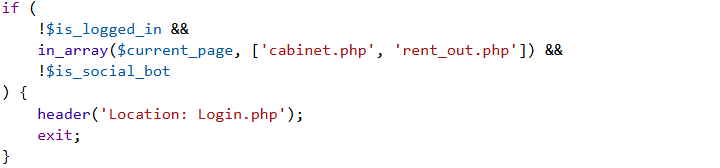 if (
    !$is_logged_in &&
    in_array($current_page, ['cabinet.php', 'rent_out.php']) &&
    !$is_social_bot
) {
    header('Location: Login.php');
    exit;
}